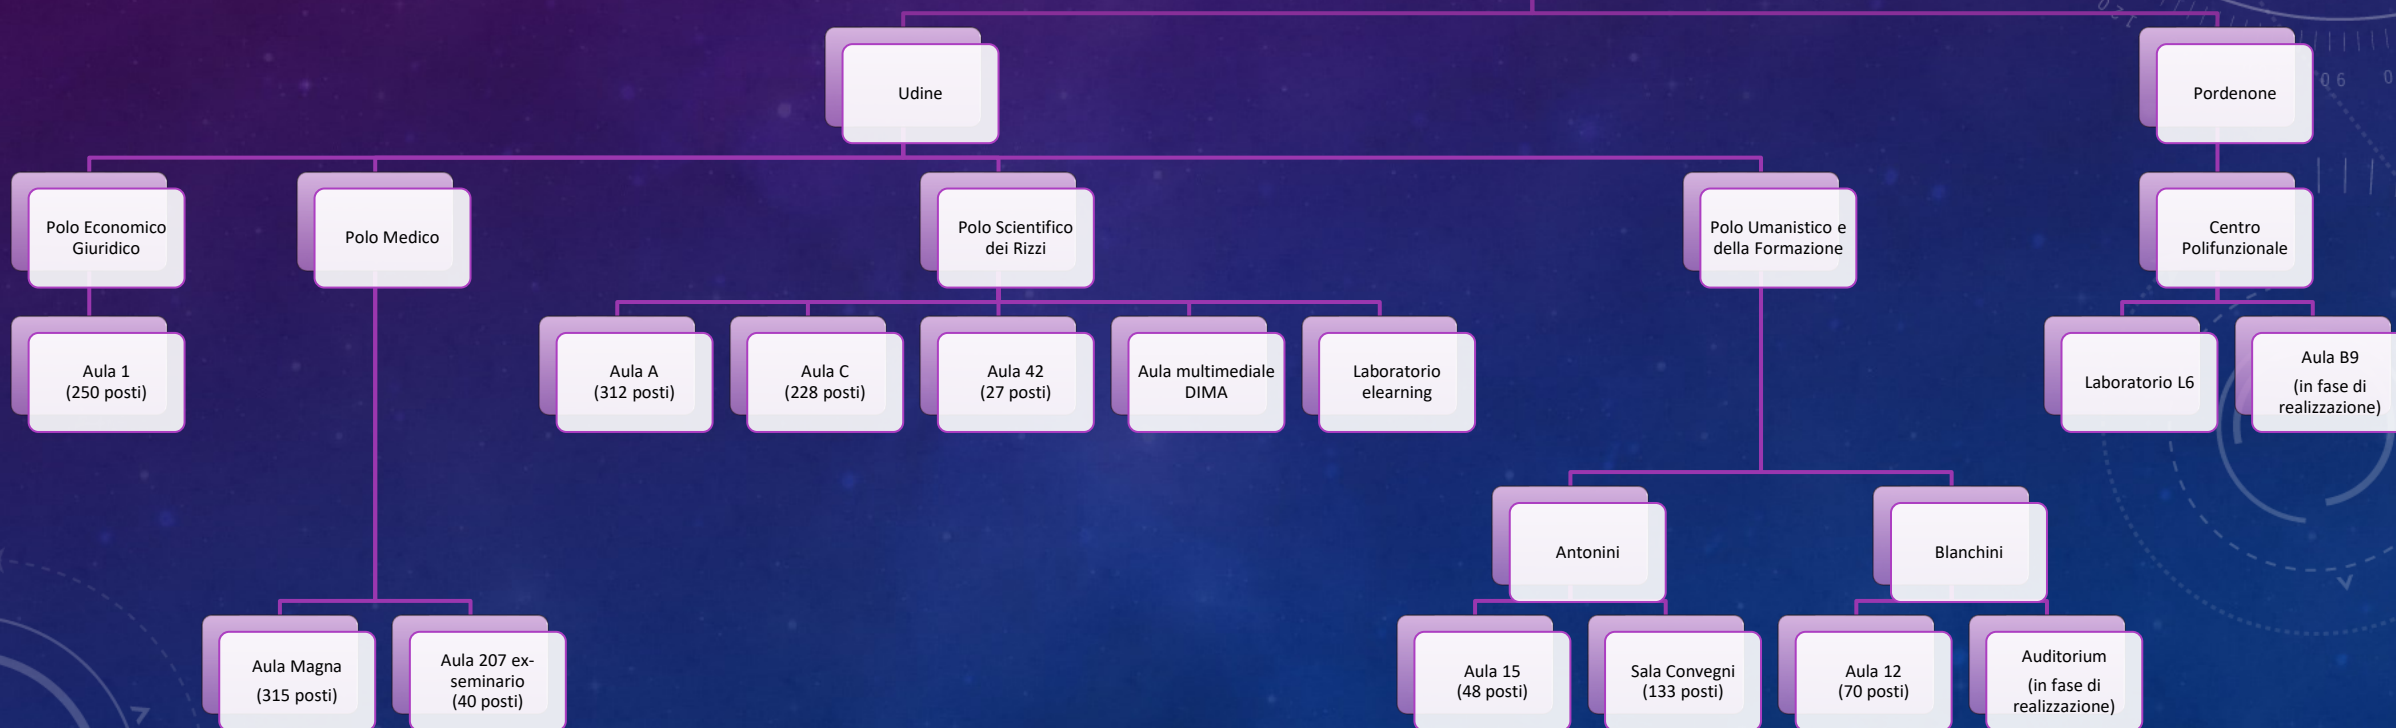 Udine
Pordenone
Polo Economico
Giuridico
Polo Medico
Polo Scientifico
dei Rizzi
Polo Umanistico e
della Formazione
Centro
Polifunzionale
Aula 1
(250 posti)
Aula A
(312 posti)
Aula C
(228 posti)
Aula 42
(27 posti)
Aula multimediale
DIMA
Laboratorio
elearning
Laboratorio L6
Aula B9
(in fase di
realizzazione)
Antonini
Blanchini
Aula Magna
(315 posti)
Aula 207 ex-
seminario
(40 posti)
Aula 15
(48 posti)
Sala Convegni
(133 posti)
Aula 12
(70 posti)
Auditorium
(in fase di
realizzazione)